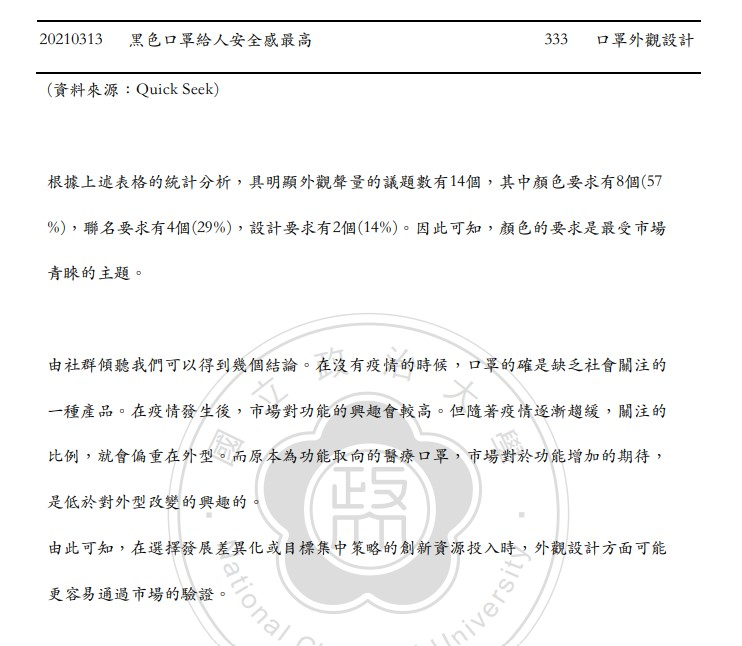 20210313 黑色口罩給人安全感最高 333 口罩外觀設計
(資料來源：Quick Seek)
根據上述表格的統計分析，具明顯外觀聲量的議題數有14個，其中顏色要求有8個(57
%)，聯名要求有4個(29%)，設計要求有2個(14%)。因此可知，顏色的要求是最受市場
青睞的主題。
由社群傾聽我們可以得到幾個結論。在沒有疫情的時候，口罩的確是缺乏社會關注的
一種產品。在疫情發生後，市場對功能的興趣會較高。但隨著疫情逐漸趨緩，關注的
比例，就會偏重在外型。而原本為功能取向的醫療口罩，市場對於功能增加的期待，
是低於對外型改變的興趣的。
由此可知，在選擇發展差異化或目標集中策略的創新資源投入時，外觀設計方面可能
更容易通過市場的驗證。
國立政治大學
政
National Ch University